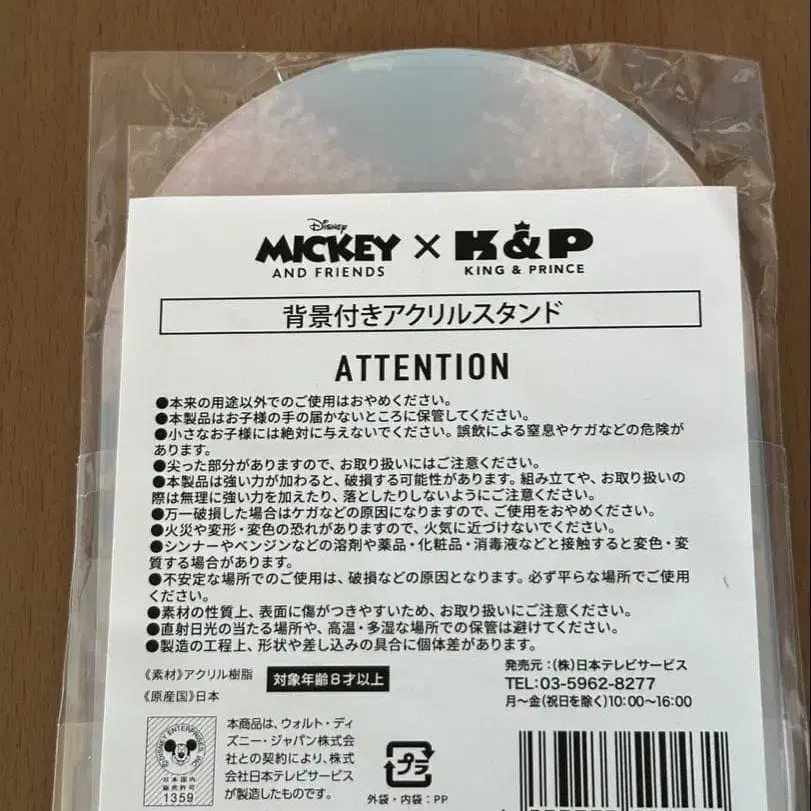 Disney
MICKEY × K&P
AND FRIENDS KING & PRINCE
背景付きアクリルスタンド
ATTENTION
●本来の用途以外でのご使用はおやめください。
●本製品はお子様の手の届かないところに保管してください。
●小さなお子様には絶対に与えないでください。誤飲による窒息やケガなどの危険が
あります。
●尖った部分がありますので、お取り扱いにはご注意ください。
●本製品は強い力が加わると、破損する可能性があります。組み立てや、お取り扱いの
際は無理に強い力を加えたり、落としたりしないようにご注意ください。
●万一破損した場合はケガなどの原因になりますので、ご使用をおやめください。
●火災や変形・変色の恐れがありますので、火気に近づけないでください。
●シンナーやベンジンなどの溶剤や薬品・化粧品・消毒液などと接触すると変色・変
質する場合があります。
●不安定な場所でのご使用は、破損などの原因となります。必ず平らな場所でご使用
ください。
●素材の性質上、表面に傷がつきやすいため、お取り扱いにご注意ください。
●直射日光の当たる場所や、高温・多湿な場所での保管は避けてください。
●製造の工程上、形状や差し込みの具合に個体差があります。
《素材》アクリル樹脂 対象年齢8才以上
《原産国》日本
発売元:(株)日本テレビサービス
TEL:03-5962-8277
月〜金(祝日を除く)10:00〜16:00
©DISNEY ENTERPRISES, INC.
日本国内
販売許可
1359
本商品は、ウォルト・ディ
ズニー・ジャパン株式会
社との契約により、株式
会社日本テレビサービス
が製造したものです。
プラ
外袋・内袋:PP